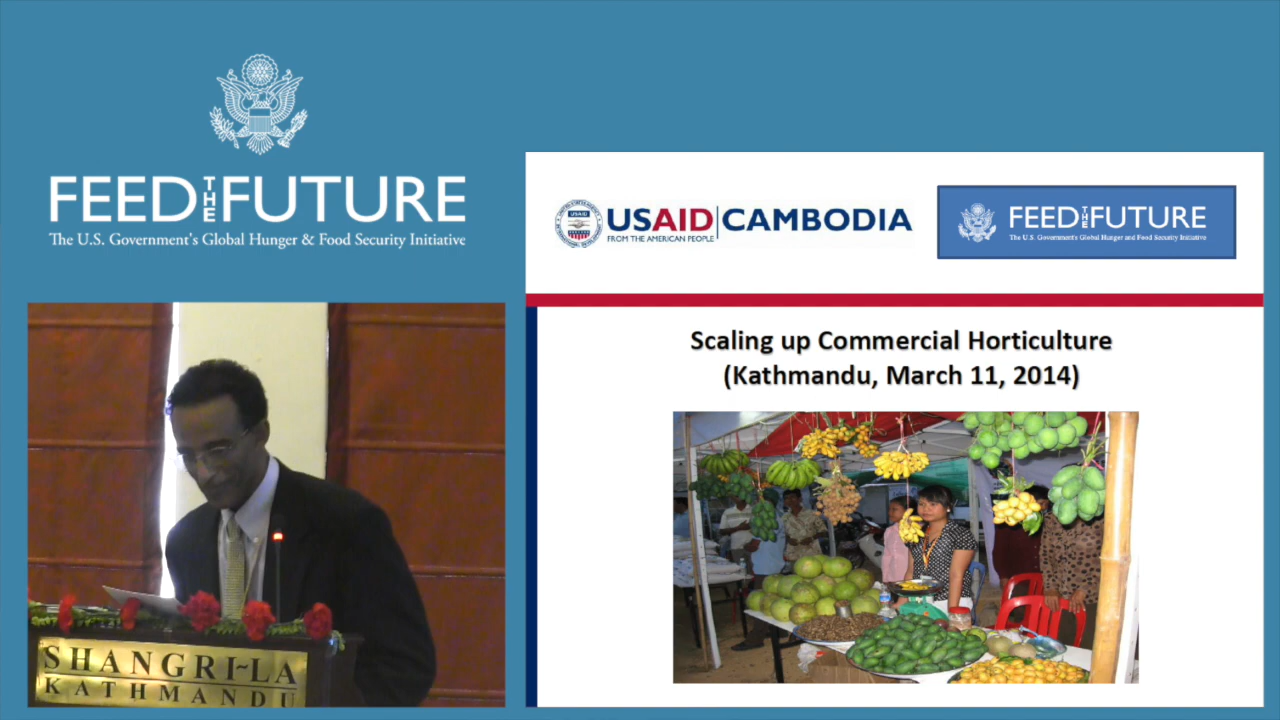 FEED THE FUTURE
The U.S. Government's Global Hunger & Food Security Initiative
USAID
USAID CAMBODIA
FROM THE AMERICAN PEOPLE
FEED THE FUTURE
The U.S. Government's Global Hunger and Food Security Initiative
Scaling up Commercial Horticulture
(Kathmandu, March 11, 2014)
SHANGRI~LA
KATHMANDU